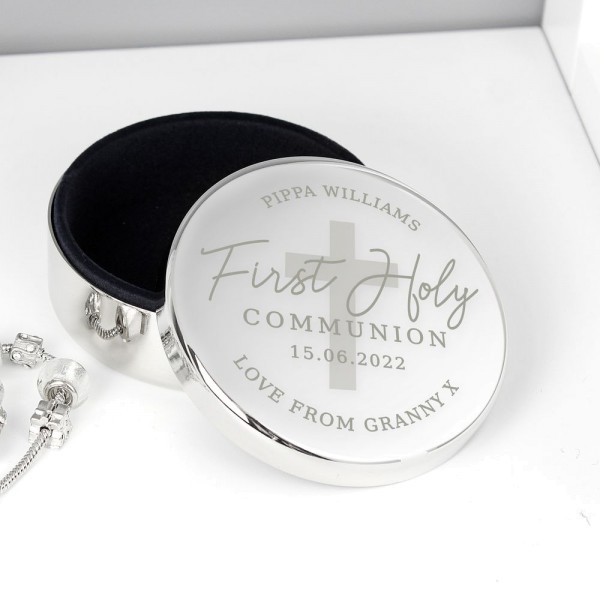 PIPPA WILLIAMS
First Holy
COMMUNION
15.06.2022
LOVE FROM GRANNY X